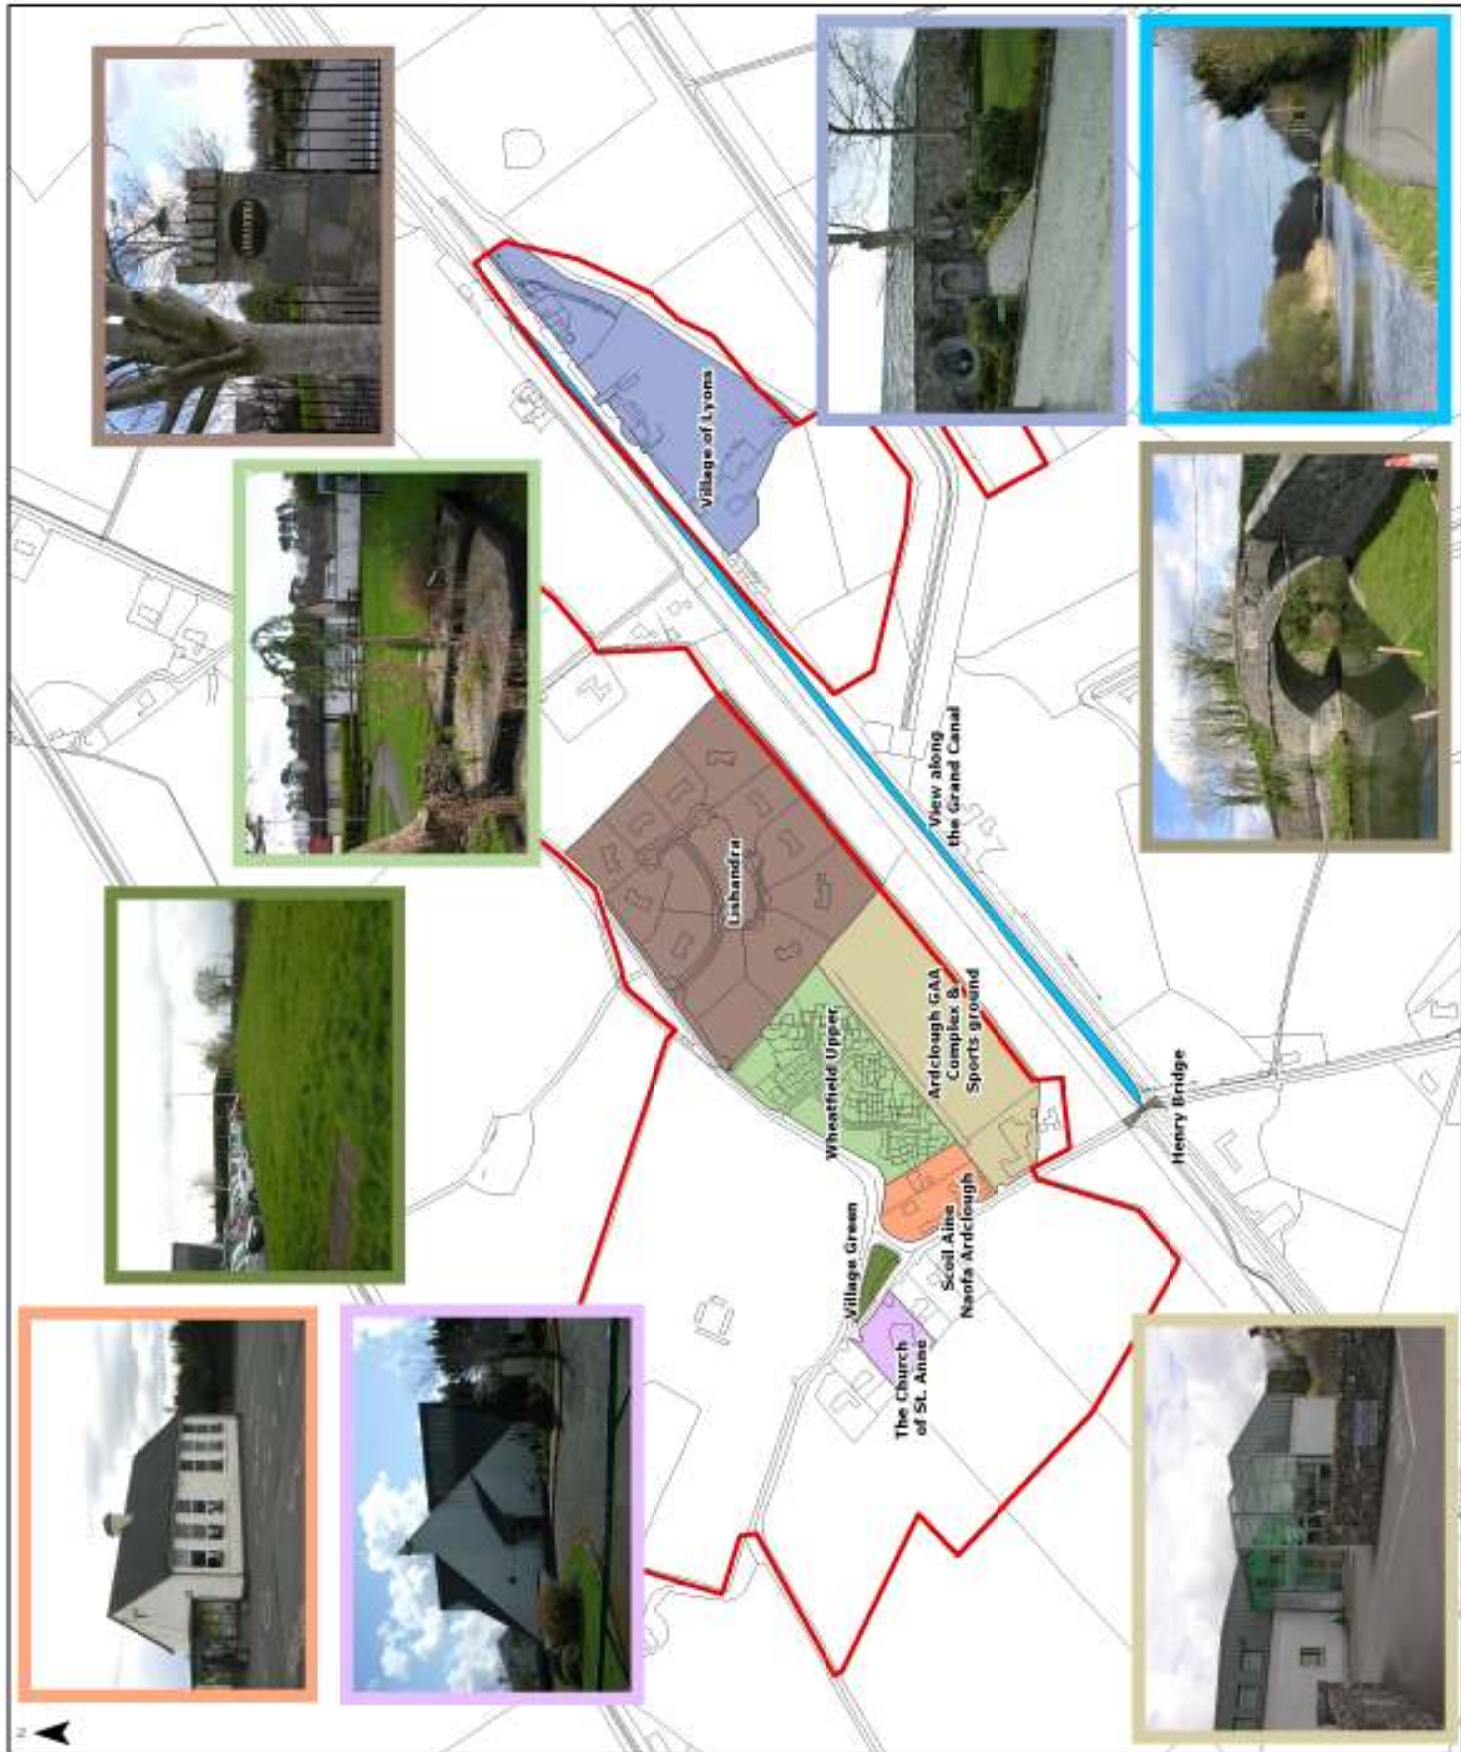 N
Village of Lyons
View along
the Grand Canal
Lishandra
Wheatfield Upper
Ardclough GAA
Complex &
Sports ground
Henry Bridge
Village Green
Scoil Aine
Naofa Ardclough
The Church
of St. Anne